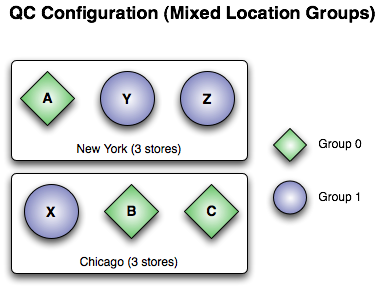 QC Configuration (Mixed Location Groups)
A
Y
Z
New York (3 stores)
Group 0
X
B
C
Group 1
Chicago (3 stores)